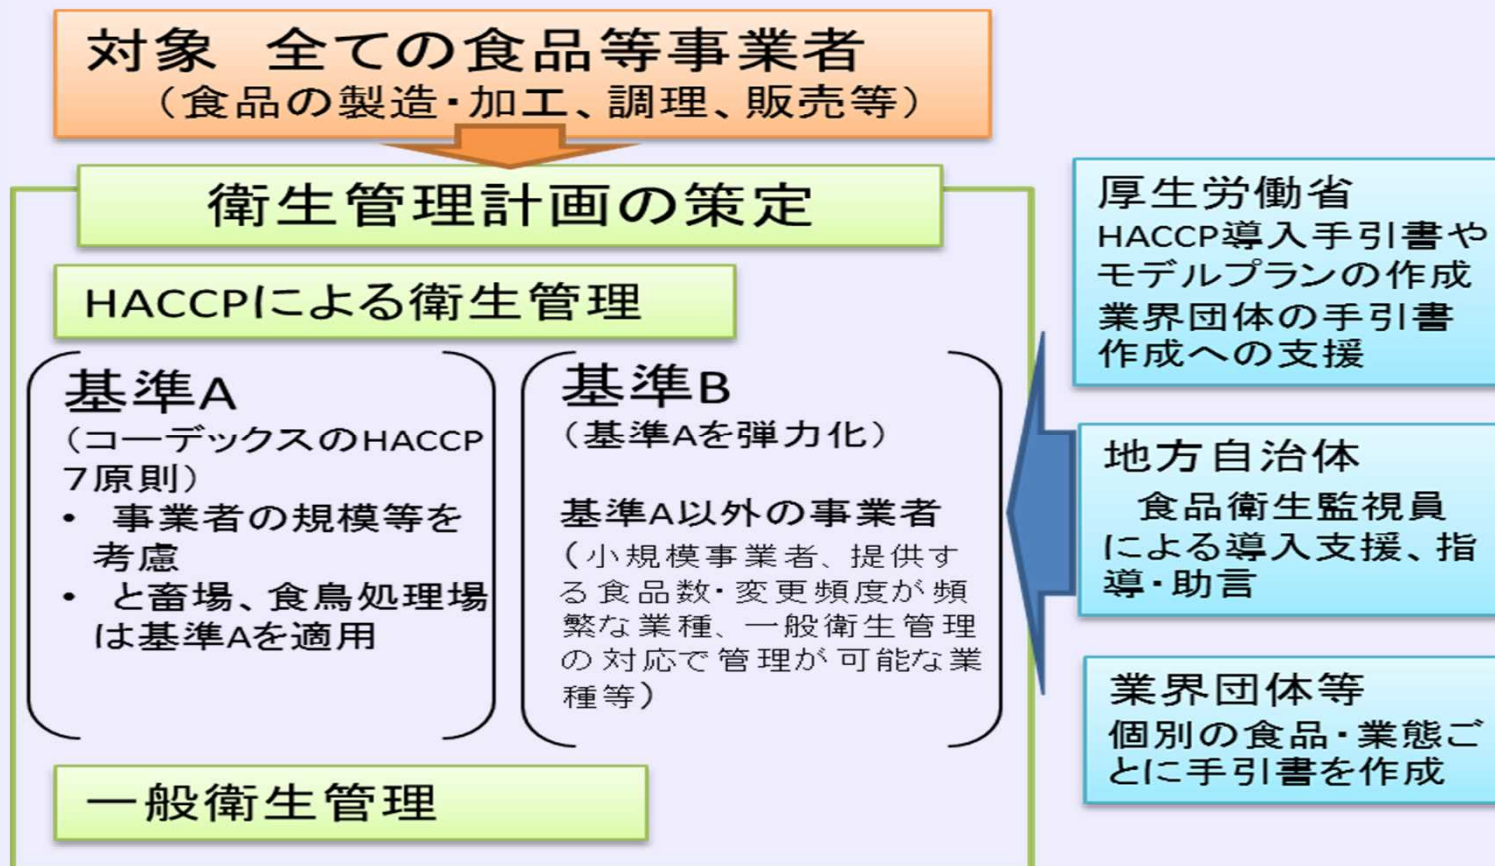 対象　全ての食品等事業者
（食品の製造・加工、調理、販売等）
衛生管理計画の策定
HACCPによる衛生管理
基準A
（コーデックスのHACCP
７原則）
• 事業者の規模等を
考慮
• と畜場、食鳥処理場
は基準Aを適用
基準B
（基準Aを弾力化）
基準A以外の事業者
（小規模事業者、提供す
る食品数・変更頻度が頻
繁な業種、一般衛生管理
の対応で管理が可能な業
種等）
一般衛生管理
厚生労働省
HACCP導入手引書や
モデルプランの作成
業界団体の手引書
作成への支援
地方自治体
食品衛生監視員
による導入支援、指
導・助言
業界団体等
個別の食品・業態ご
とに手引書を作成